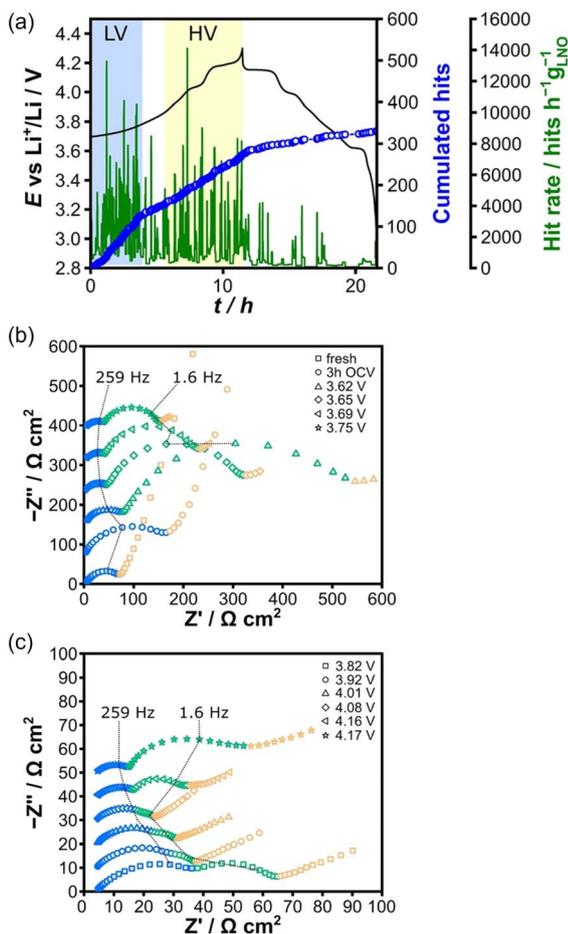 (a)
LV HV
4.4
4.2
4.0
3.8
3.6
3.4
3.2
3.0
2.8
E vs Li⁺/Li / V
0 10 20
t / h
600
500
400
300
200
100
0
Cumulated hits
16000
14000
12000
10000
8000
6000
4000
2000
0
Hit rate / hits h⁻¹g⁻¹LNO
(b)
600
500
400
300
200
100
0
−Z'' / Ω cm²
259 Hz 1.6 Hz
fresh
3h OCV
3.62 V
3.65 V
3.69 V
3.75 V
0 100 200 300 400 500 600
Z' / Ω cm²
(c)
100
90
80
70
60
50
40
30
20
10
0
−Z'' / Ω cm²
259 Hz 1.6 Hz
3.82 V
3.92 V
4.01 V
4.08 V
4.16 V
4.17 V
0 10 20 30 40 50 60 70 80 90 100
Z' / Ω cm²